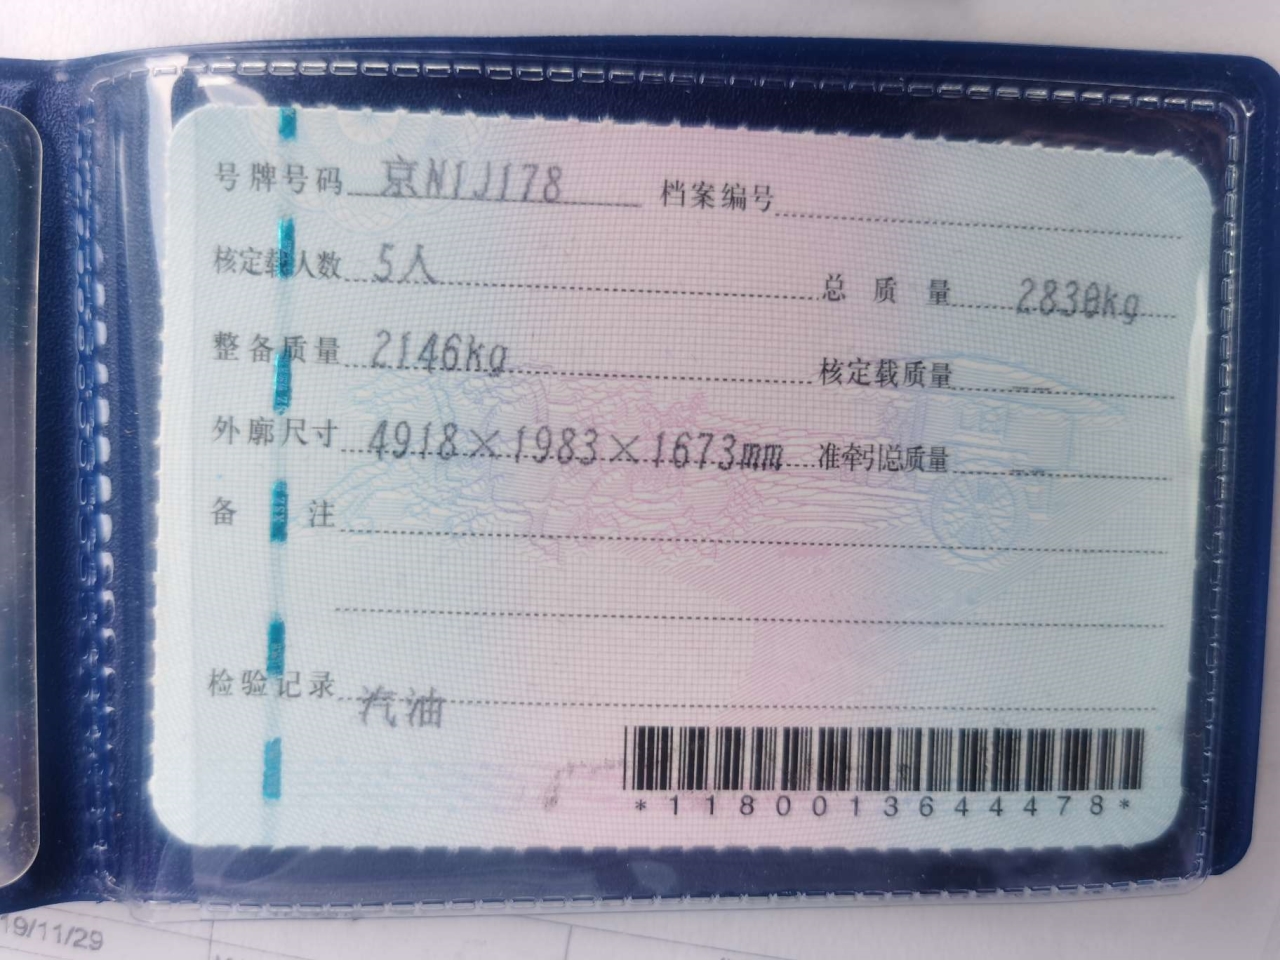 号牌号码 京N1J178 档案编号
核定载人数 5人 总质量 2830kg
整备质量 2146kg 核定载质量 --
外廓尺寸 4918×1983×1673mm 准牵引总质量 --
备注
检验记录 汽油
*1180013644478*
19/11/29